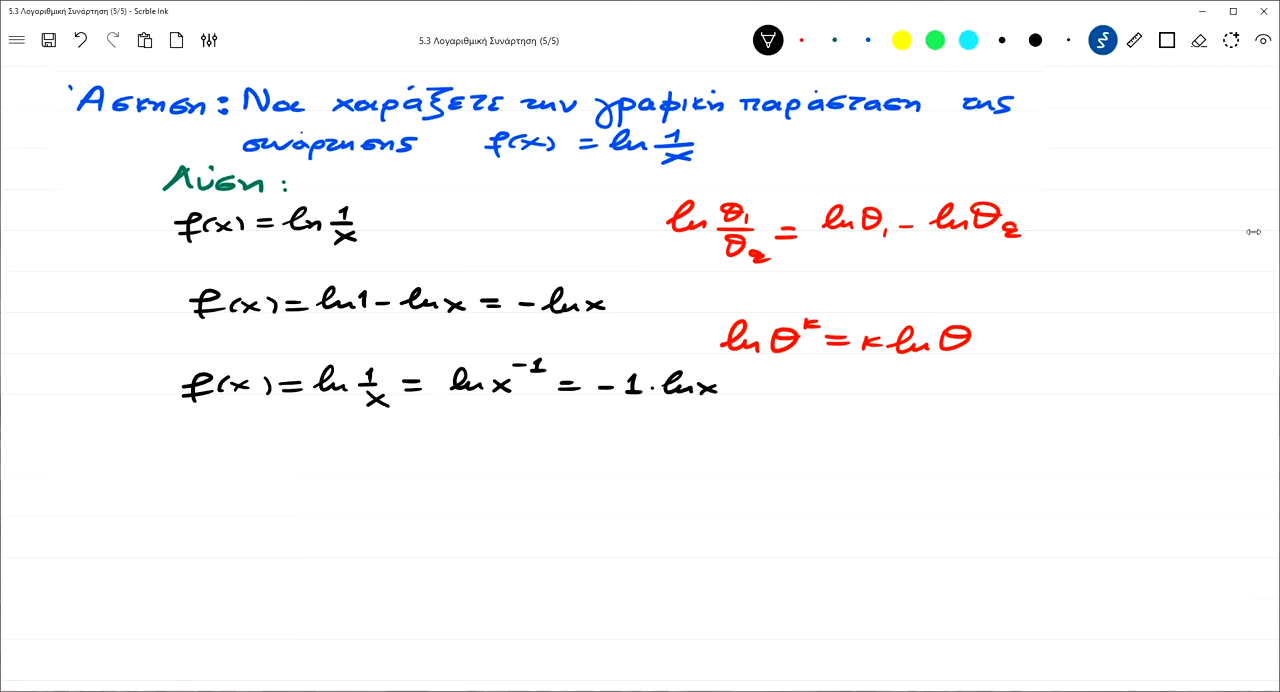 5.3 Λογαριθμική Συνάρτηση (5/5) - Scrble Ink
5.3 Λογαριθμική Συνάρτηση (5/5)
Άσκηση: Να χαράξετε την γραφική παράσταση της
συνάρτησης f(x) = ln 1/x
Λύση:
f(x) = ln 1/x
ln θ₁/θ₂ = lnθ₁ - lnθ₂
f(x) = ln1 - lnx = - lnx
lnθᴷ = κ lnθ
f(x) = ln 1/x = lnx⁻¹ = -1 · lnx